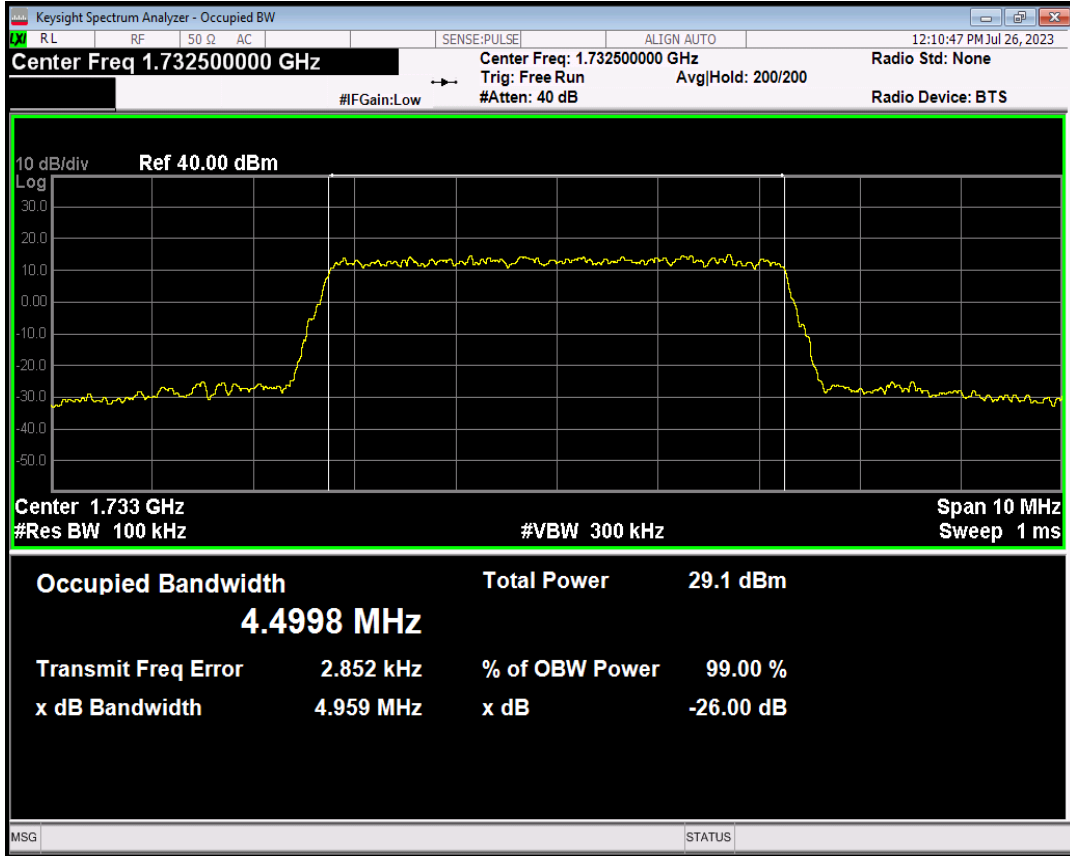 Keysight Spectrum Analyzer - Occupied BW
LXI RL RF 50 Ω AC SENSE:PULSE ALIGN AUTO 12:10:47 PM Jul 26, 2023
Center Freq 1.732500000 GHz Center Freq: 1.732500000 GHz Radio Std: None
Trig: Free Run Avg|Hold: 200/200
#IFGain:Low #Atten: 40 dB Radio Device: BTS
10 dB/div Ref 40.00 dBm
Log
30.0
20.0
10.0
0.00
-10.0
-20.0
-30.0
-40.0
-50.0
Center 1.733 GHz Span 10 MHz
#Res BW 100 kHz #VBW 300 kHz Sweep 1 ms
Occupied Bandwidth Total Power 29.1 dBm
4.4998 MHz
Transmit Freq Error 2.852 kHz % of OBW Power 99.00 %
x dB Bandwidth 4.959 MHz x dB -26.00 dB
MSG STATUS